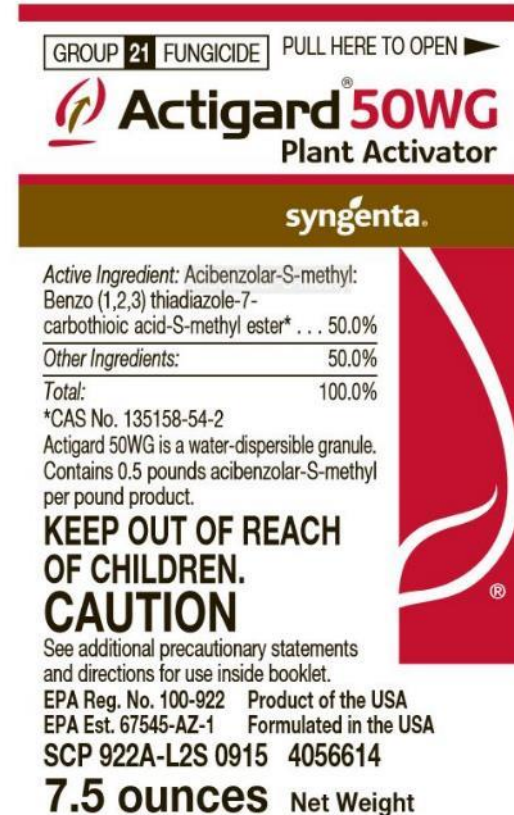 GROUP 21 FUNGICIDE PULL HERE TO OPEN
Actigard® 50WG
Plant Activator
syngenta®
Active Ingredient: Acibenzolar-S-methyl:
Benzo (1,2,3) thiadiazole-7-
carbothioic acid-S-methyl ester* . . . 50.0%
Other Ingredients: 50.0%
Total: 100.0%
*CAS No. 135158-54-2
Actigard 50WG is a water-dispersible granule.
Contains 0.5 pounds acibenzolar-S-methyl
per pound product.
KEEP OUT OF REACH
OF CHILDREN.
CAUTION
®
See additional precautionary statements
and directions for use inside booklet.
EPA Reg. No. 100-922 Product of the USA
EPA Est. 67545-AZ-1 Formulated in the USA
SCP 922A-L2S 0915 4056614
7.5 ounces Net Weight